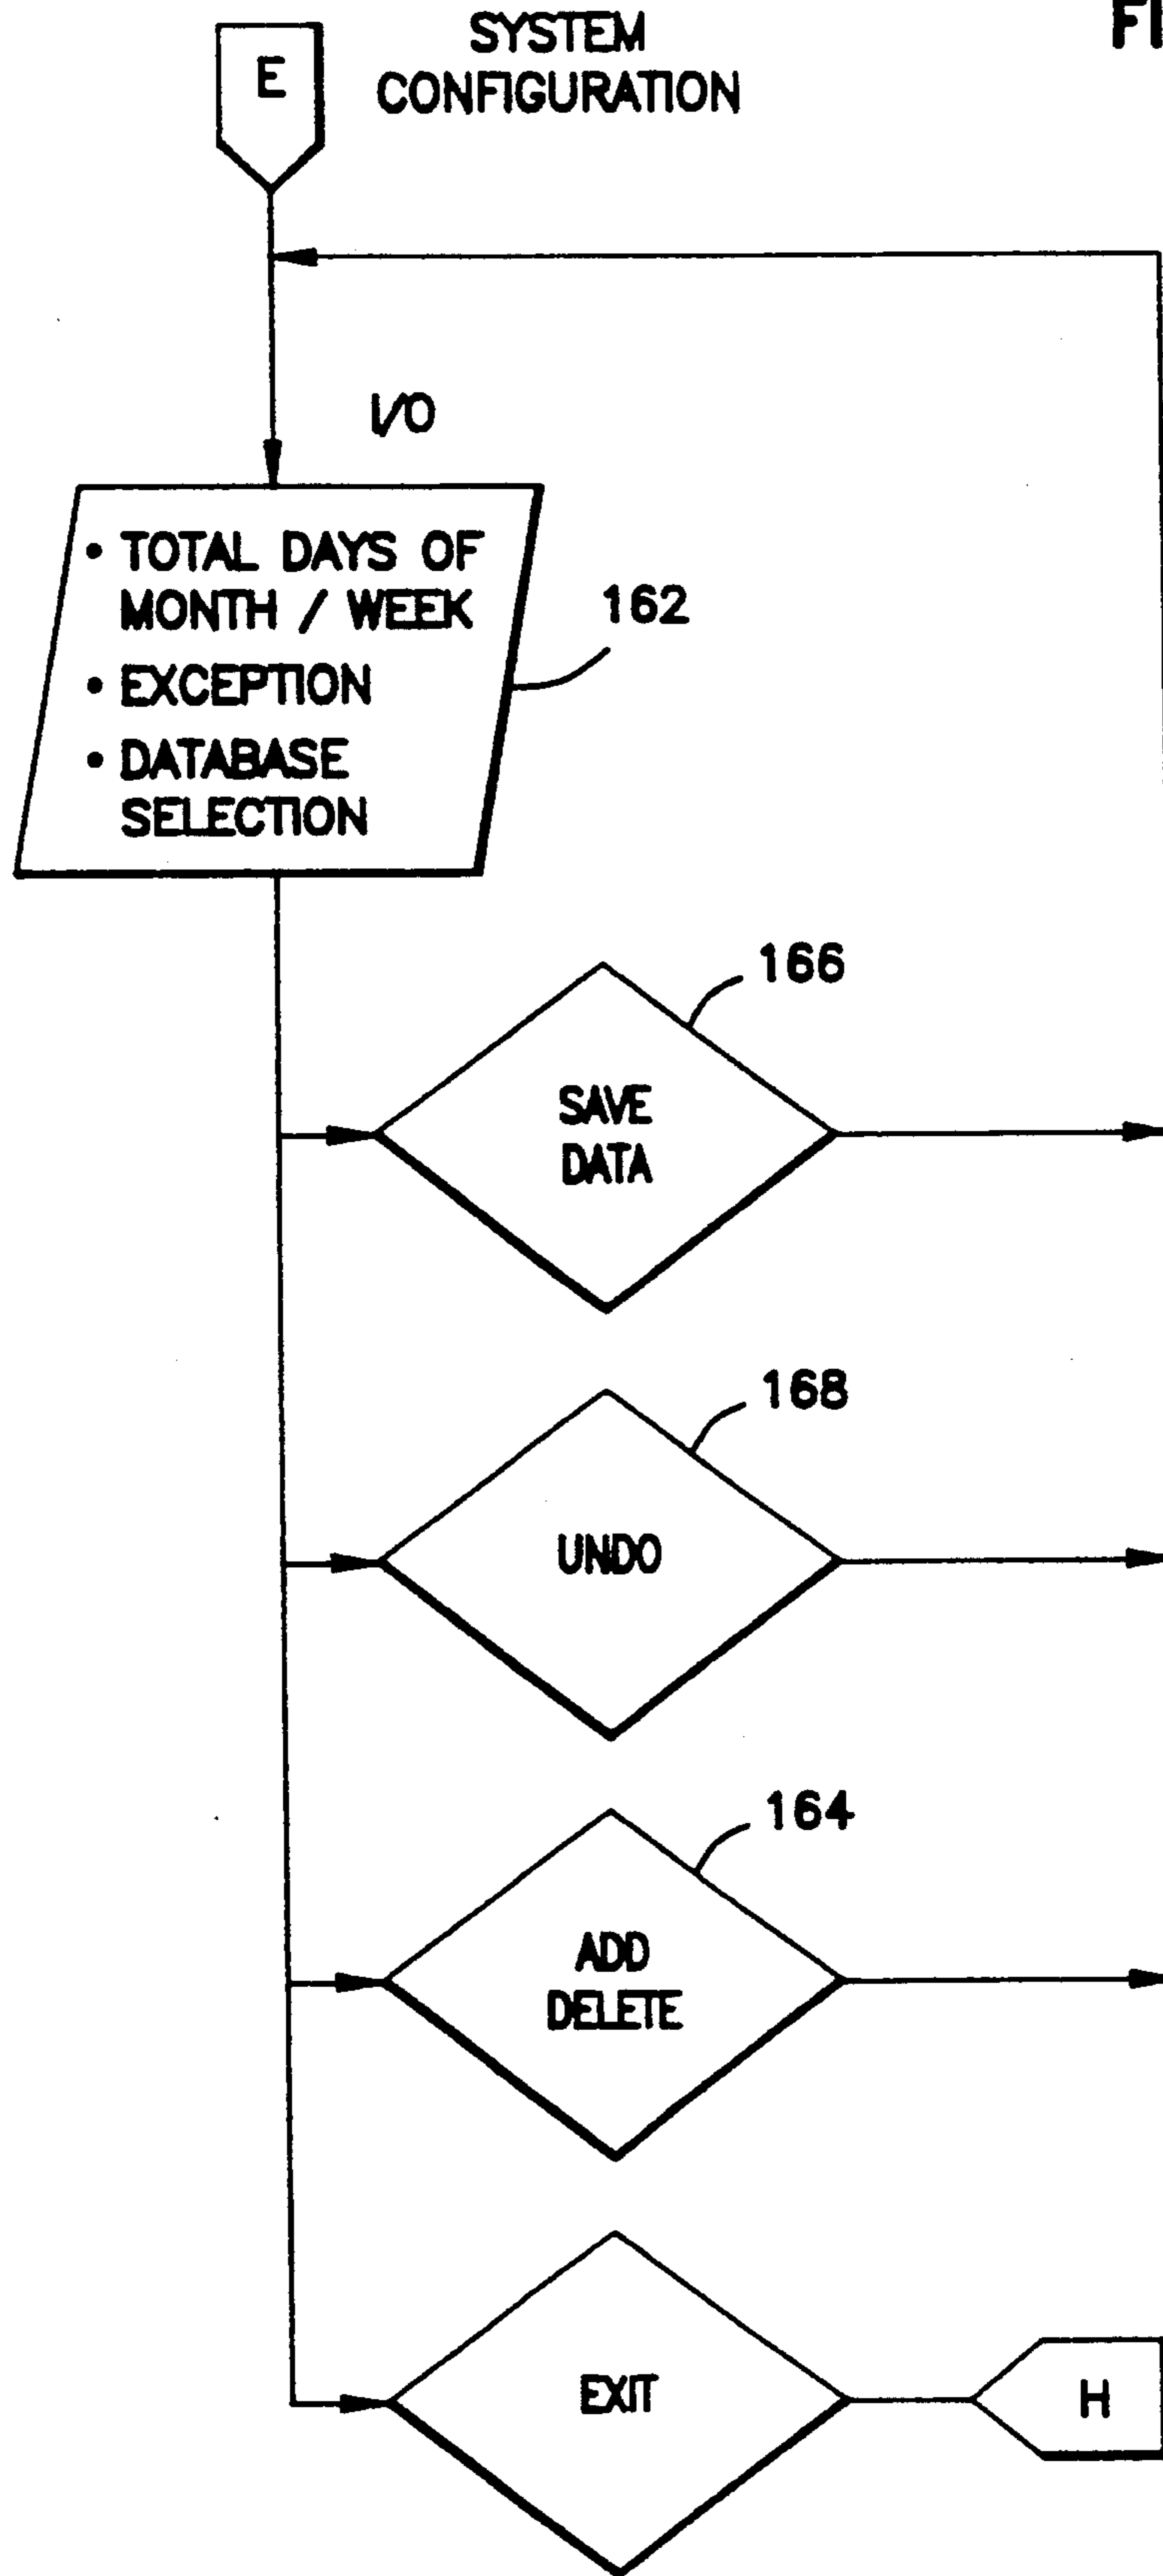 E
SYSTEM
CONFIGURATION
FI
I/O
• TOTAL DAYS OF
MONTH / WEEK
• EXCEPTION
• DATABASE
SELECTION
162
166
SAVE
DATA
168
UNDO
164
ADD
DELETE
EXIT
H